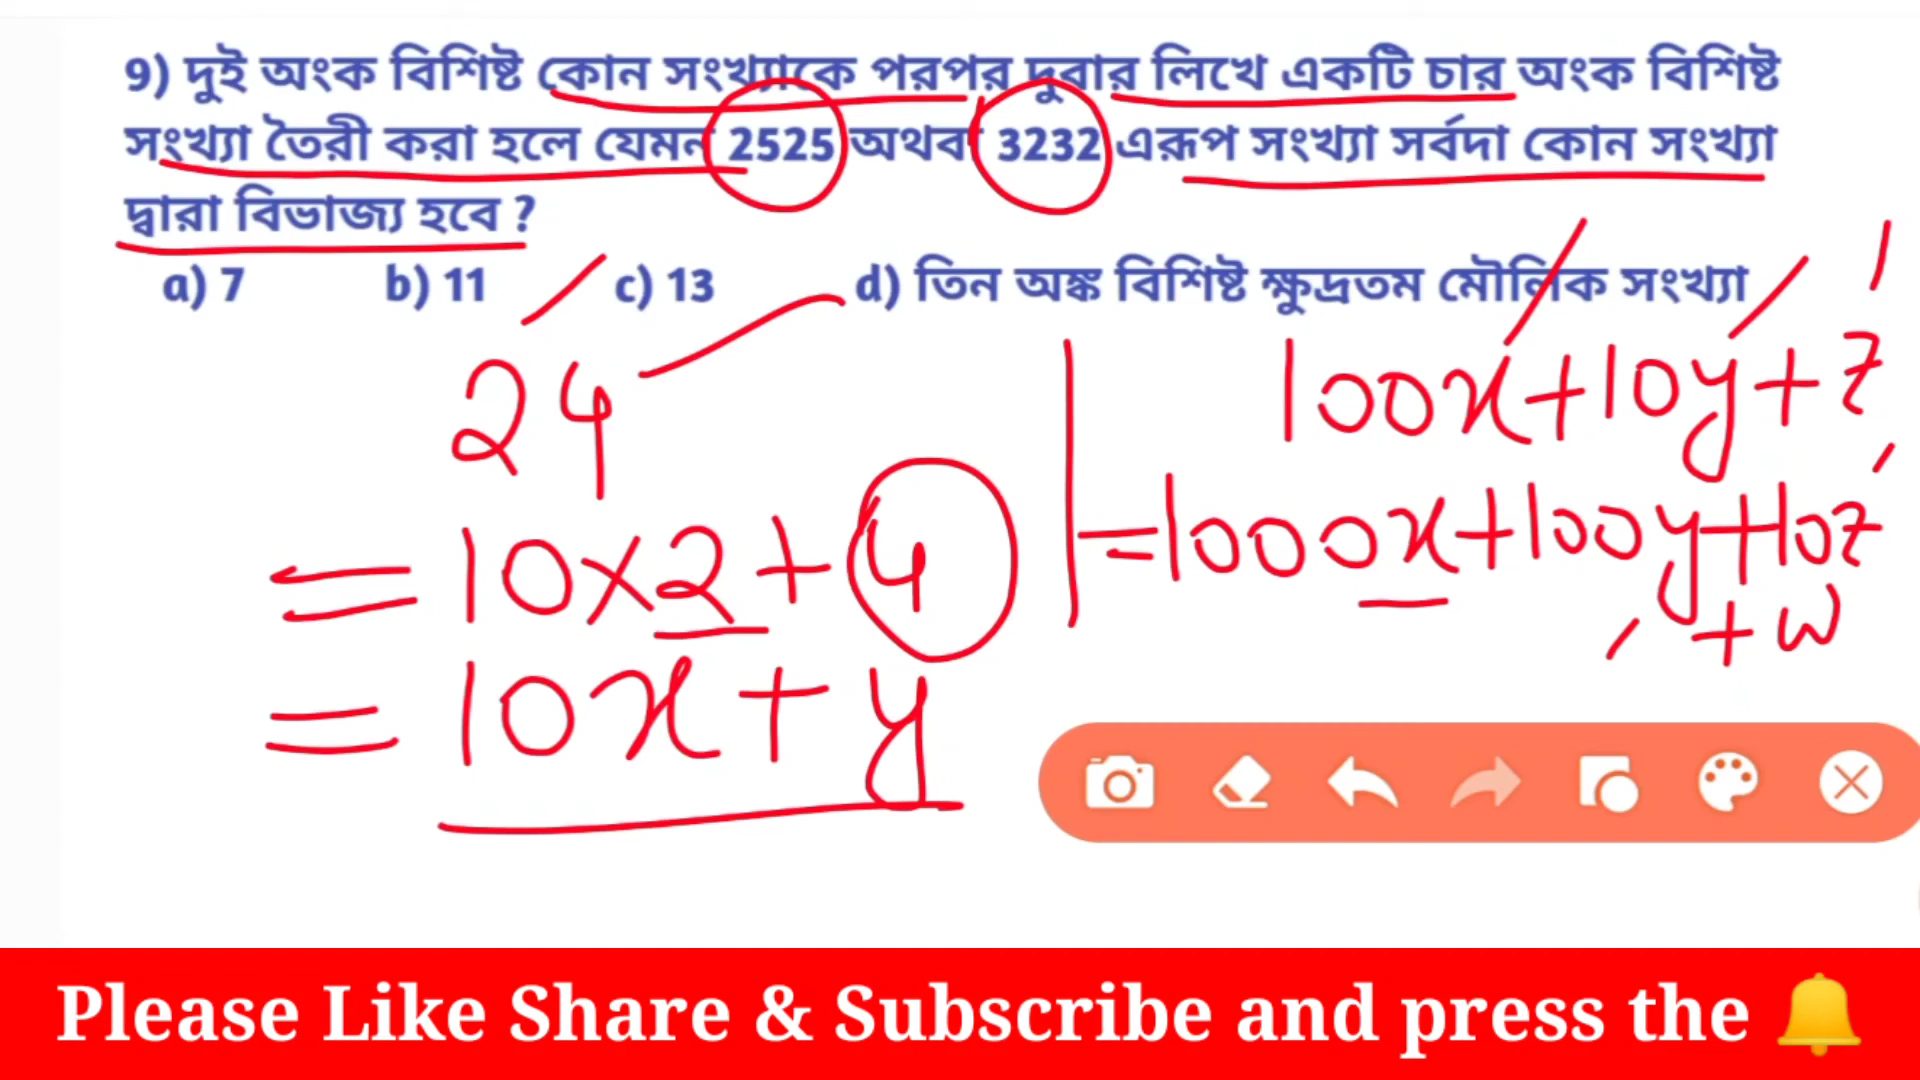 9) দুই অংক বিশিষ্ট কোন সংখ্যাকে পরপর দুবার লিখে একটি চার অংক বিশিষ্ট
সংখ্যা তৈরী করা হলে যেমন 2525 অথবা 3232 এরূপ সংখ্যা সর্বদা কোন সংখ্যা
দ্বারা বিভাজ্য হবে ?
a) 7 b) 11 c) 13 d) তিন অঙ্ক বিশিষ্ট ক্ষুদ্রতম মৌলিক সংখ্যা
24
= 10×2+4
= 10x+y
100x+10y+z
=1000x+100y+10z
+w
Please Like Share & Subscribe and press the 🔔